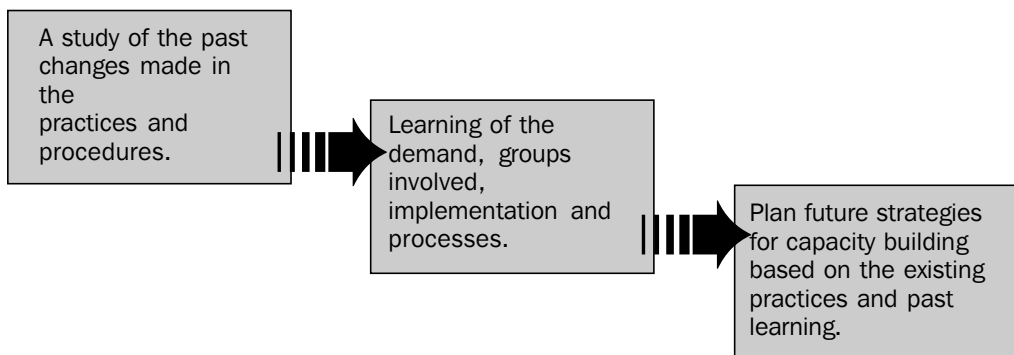 A study of the past
changes made in
the
practices and
procedures.
Learning of the
demand, groups
involved,
implementation and
processes.
Plan future strategies
for capacity building
based on the existing
practices and past
learning.